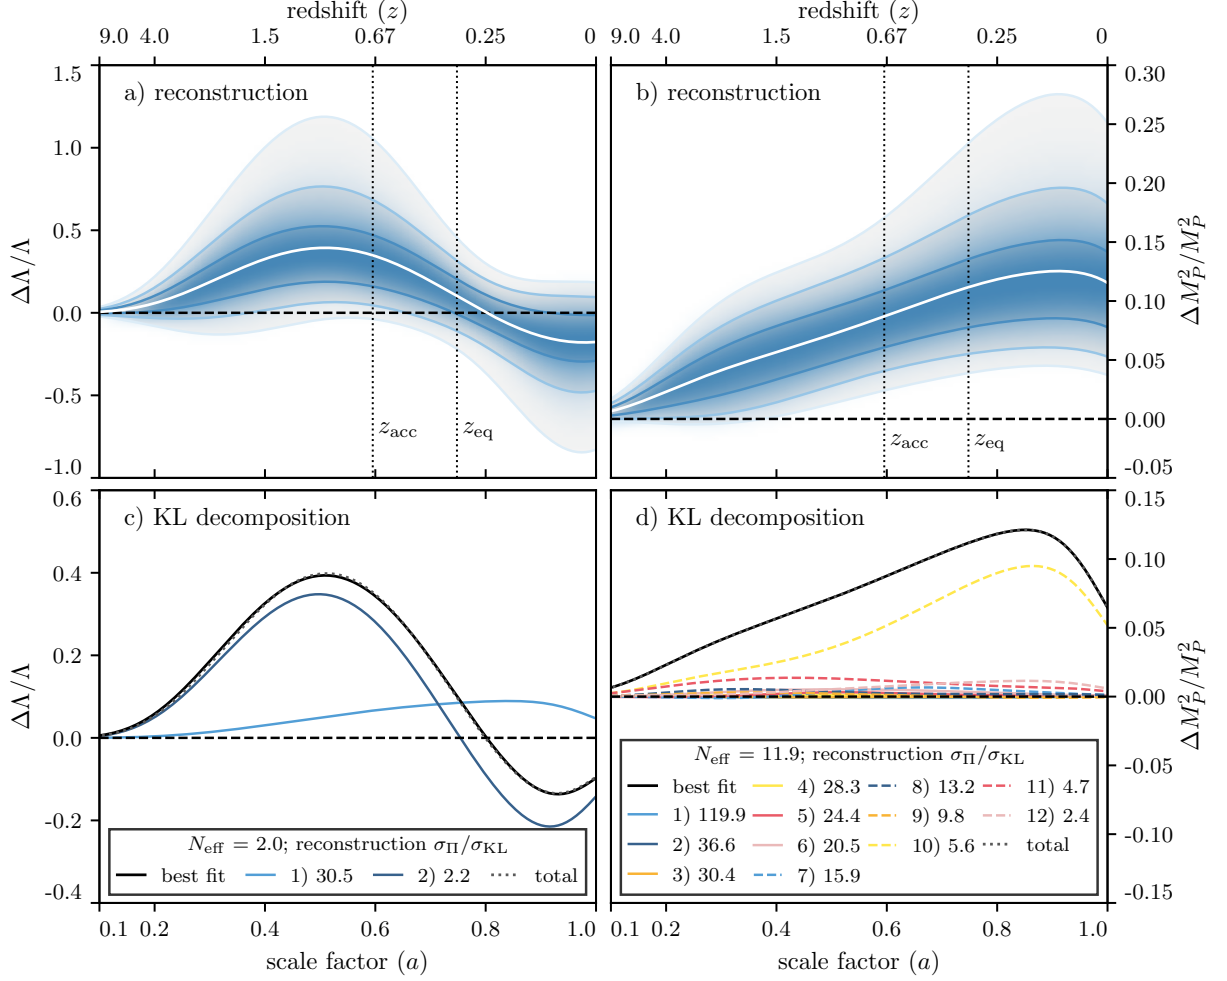 redshift (z)
redshift (z)
9.0 4.0 1.5 0.67 0.25 0
9.0 4.0 1.5 0.67 0.25 0
a) reconstruction
b) reconstruction
1.5
1.0
0.5
0.0
-0.5
-1.0
ΔΛ/Λ
z_acc
z_eq
z_acc
z_eq
0.30
0.25
0.20
0.15
0.10
0.05
0.00
-0.05
ΔM_P^2/M_P^2
c) KL decomposition
d) KL decomposition
0.6
0.4
0.2
0.0
-0.2
-0.4
ΔΛ/Λ
N_eff = 2.0; reconstruction σ_Π/σ_KL
best fit 1) 30.5 2) 2.2 total
N_eff = 11.9; reconstruction σ_Π/σ_KL
best fit 4) 28.3 8) 13.2 11) 4.7
1) 119.9 5) 24.4 9) 9.8 12) 2.4
2) 36.6 6) 20.5 10) 5.6 total
3) 30.4 7) 15.9
0.15
0.10
0.05
0.00
-0.05
-0.10
-0.15
ΔM_P^2/M_P^2
0.1 0.2 0.4 0.6 0.8 1.0
0.1 0.2 0.4 0.6 0.8 1.0
scale factor (a)
scale factor (a)